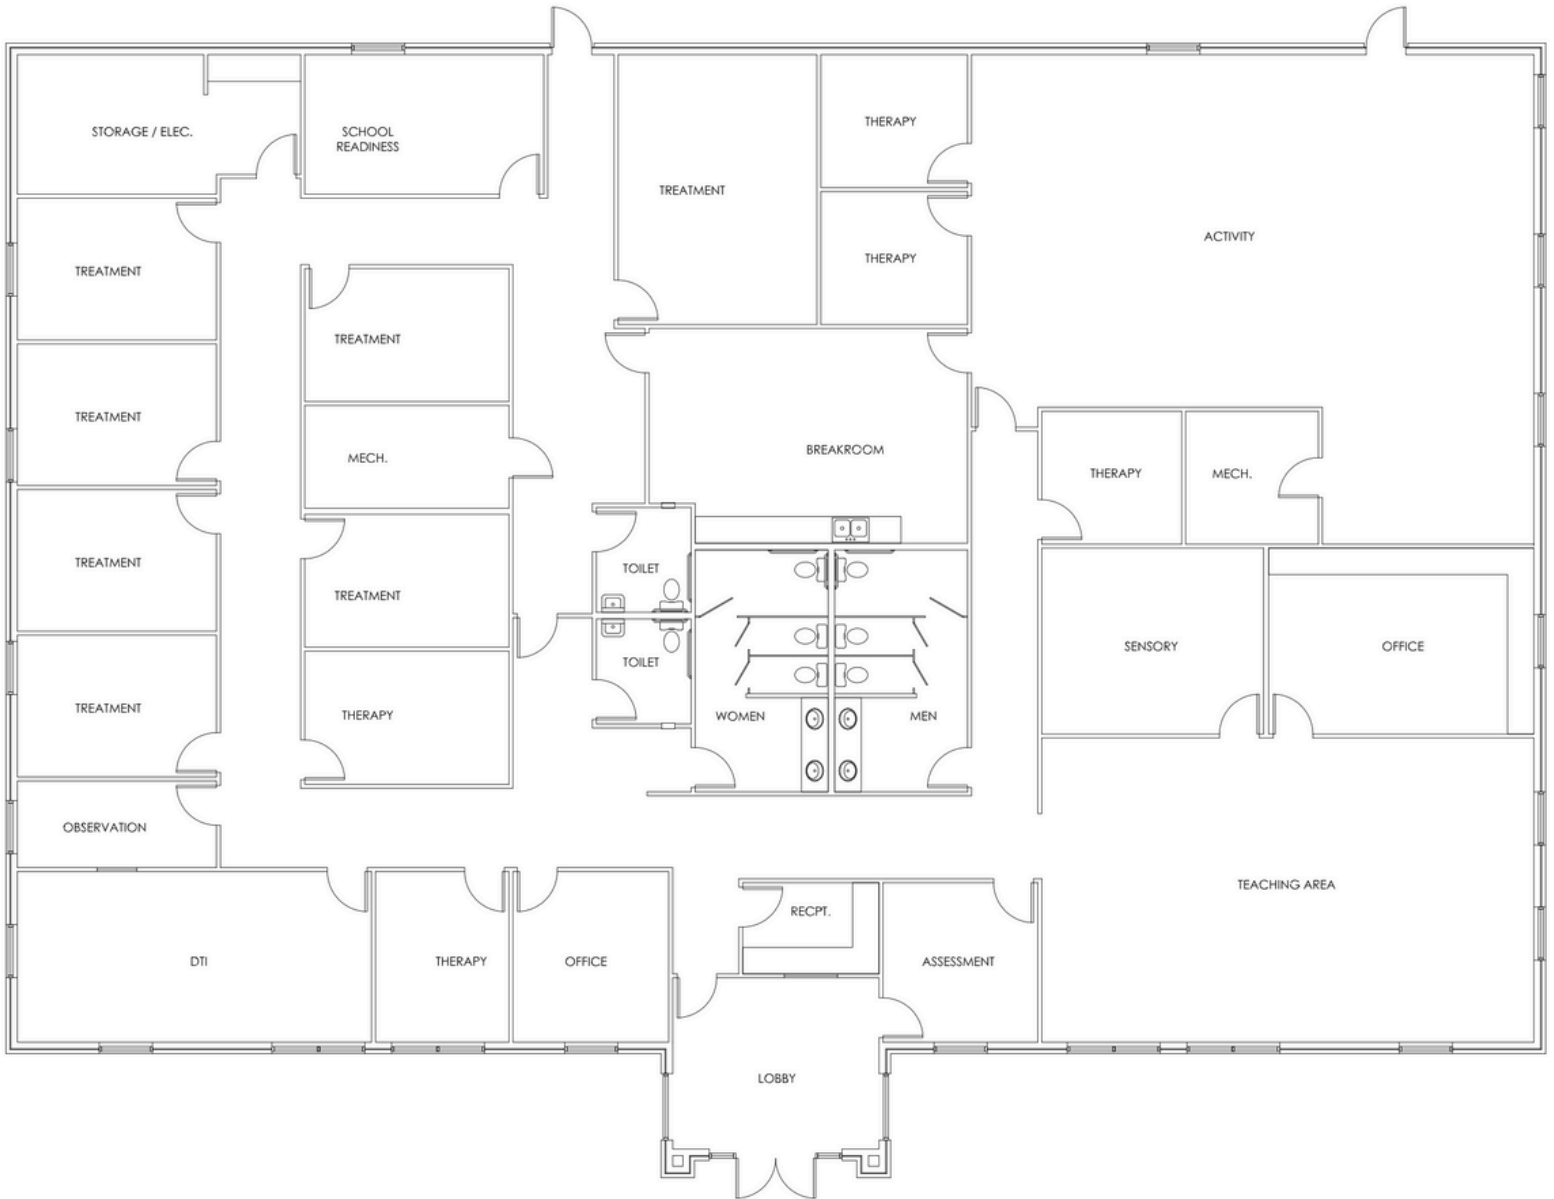 STORAGE / ELEC.
SCHOOL
READINESS
THERAPY
TREATMENT
THERAPY
ACTIVITY
TREATMENT
TREATMENT
TREATMENT
MECH.
BREAKROOM
THERAPY
MECH.
TREATMENT
TOILET
TREATMENT
TOILET
SENSORY
OFFICE
TREATMENT
THERAPY
WOMEN
MEN
OBSERVATION
TEACHING AREA
RECPT.
DTI
THERAPY
OFFICE
ASSESSMENT
LOBBY